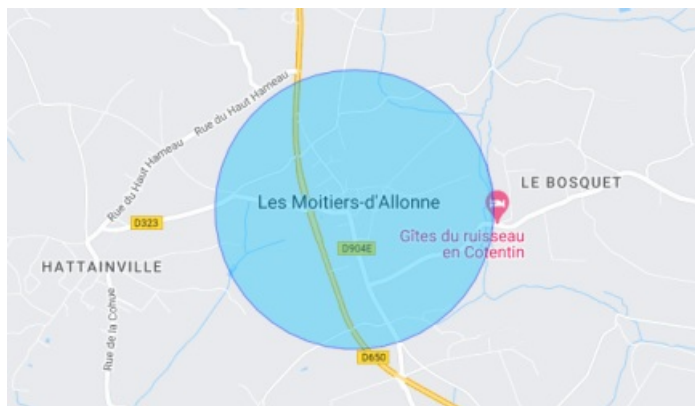 Rue du Haut Hameau
Rue du Haut Hameau
Les Moitiers-d'Allonne
LE BOSQUET
D323
Gîtes du ruisseau
en Cotentin
D904E
HATTAINVILLE
Rue de la Cohue
D650